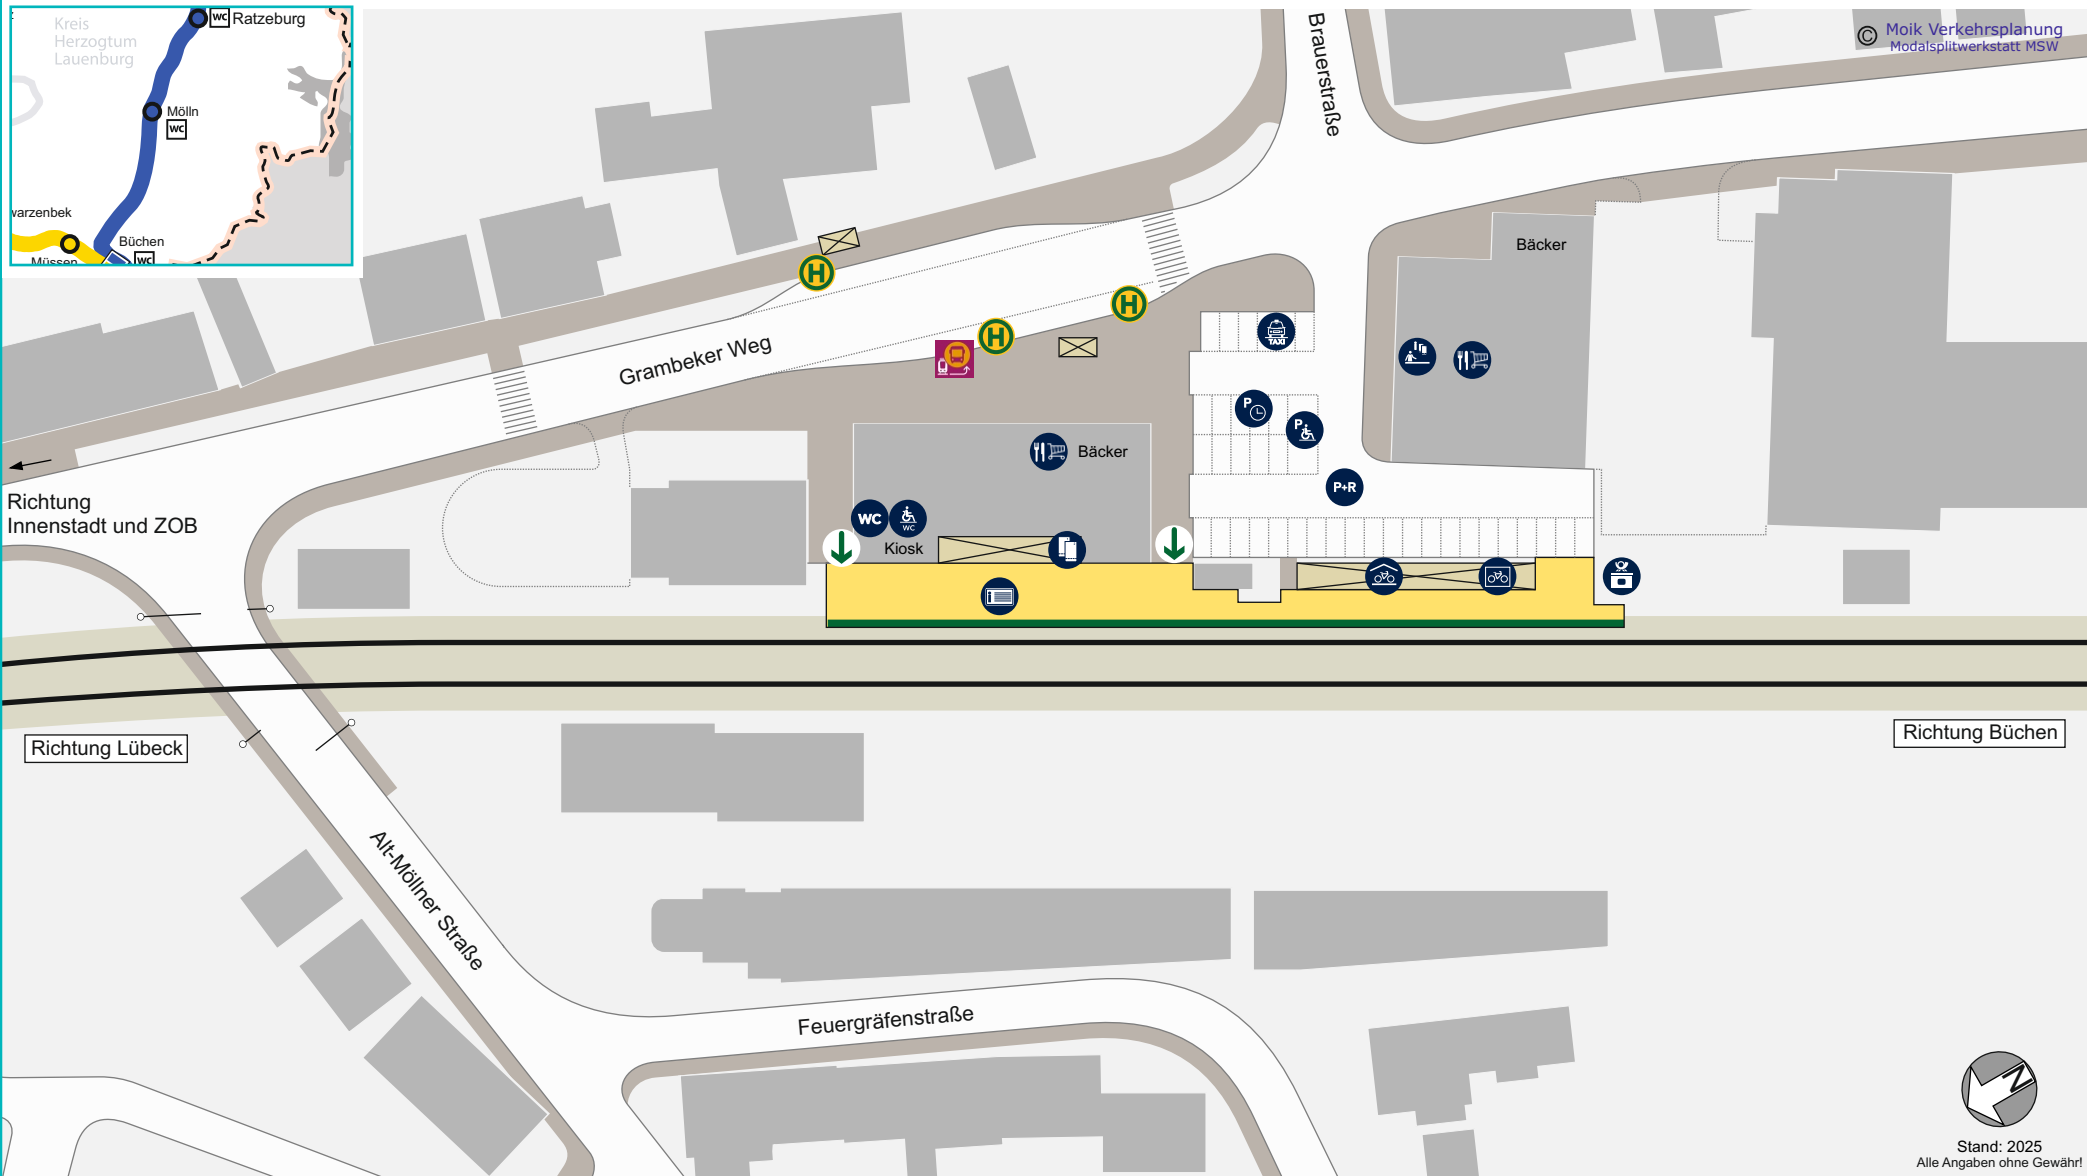 Kreis
Herzogtum
Lauenburg
WC Ratzeburg
Mölln
WC
warzenbek
Büchen
WC
Müssen
Brauerstraße
© Moik Verkehrsplanung
Modalsplitwerkstatt MSW
Bäcker
H
H
H
TAXI
Grambeker Weg
P
P
Bäcker
P+R
Richtung
Innenstadt und ZOB
WC
WC
Kiosk
Richtung Lübeck
Richtung Büchen
Alt-Möllner Straße
Feuergräfenstraße
N
Stand: 2025
Alle Angaben ohne Gewähr!